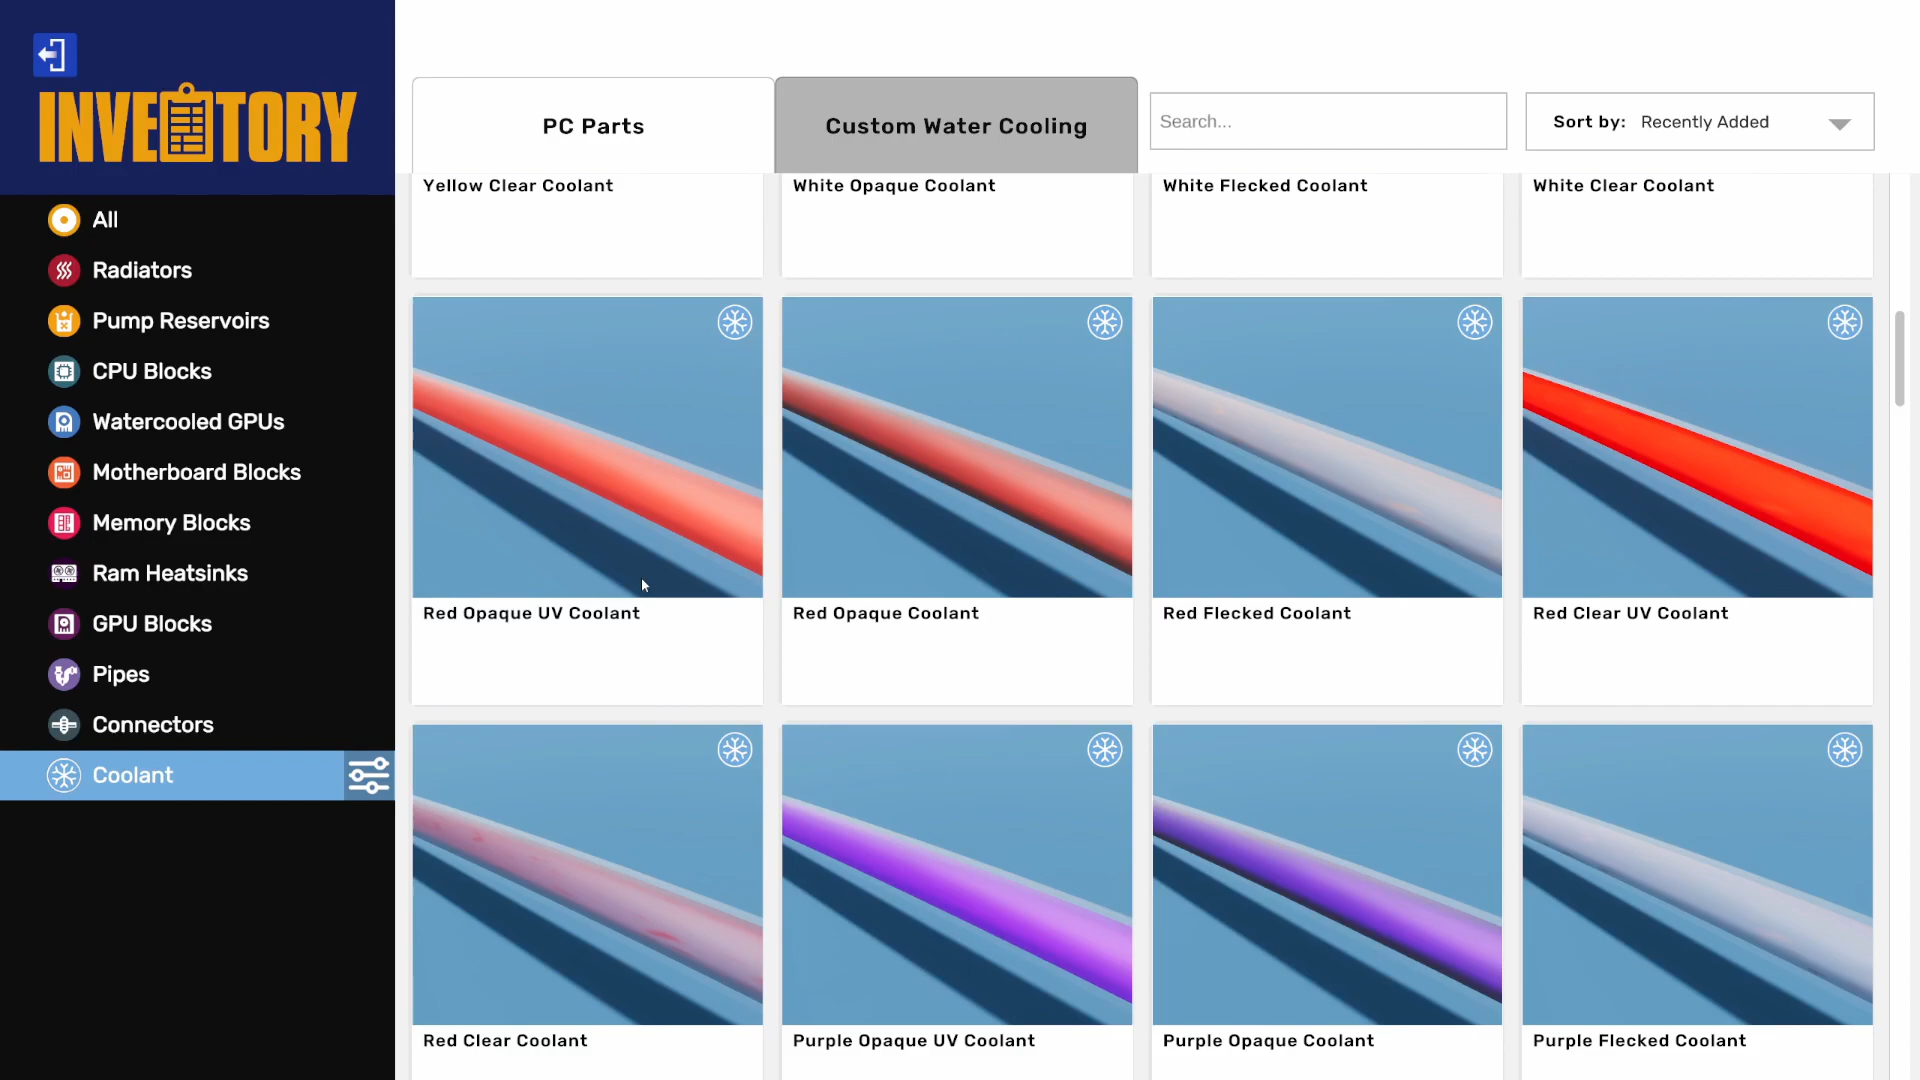 INVENTORY
PC Parts
Custom Water Cooling
Search...
Sort by: Recently Added
All
Radiators
Pump Reservoirs
CPU Blocks
Watercooled GPUs
Motherboard Blocks
Memory Blocks
Ram Heatsinks
GPU Blocks
Pipes
Connectors
Coolant
Yellow Clear Coolant
White Opaque Coolant
White Flecked Coolant
White Clear Coolant
Red Opaque UV Coolant
Red Opaque Coolant
Red Flecked Coolant
Red Clear UV Coolant
Red Clear Coolant
Purple Opaque UV Coolant
Purple Opaque Coolant
Purple Flecked Coolant